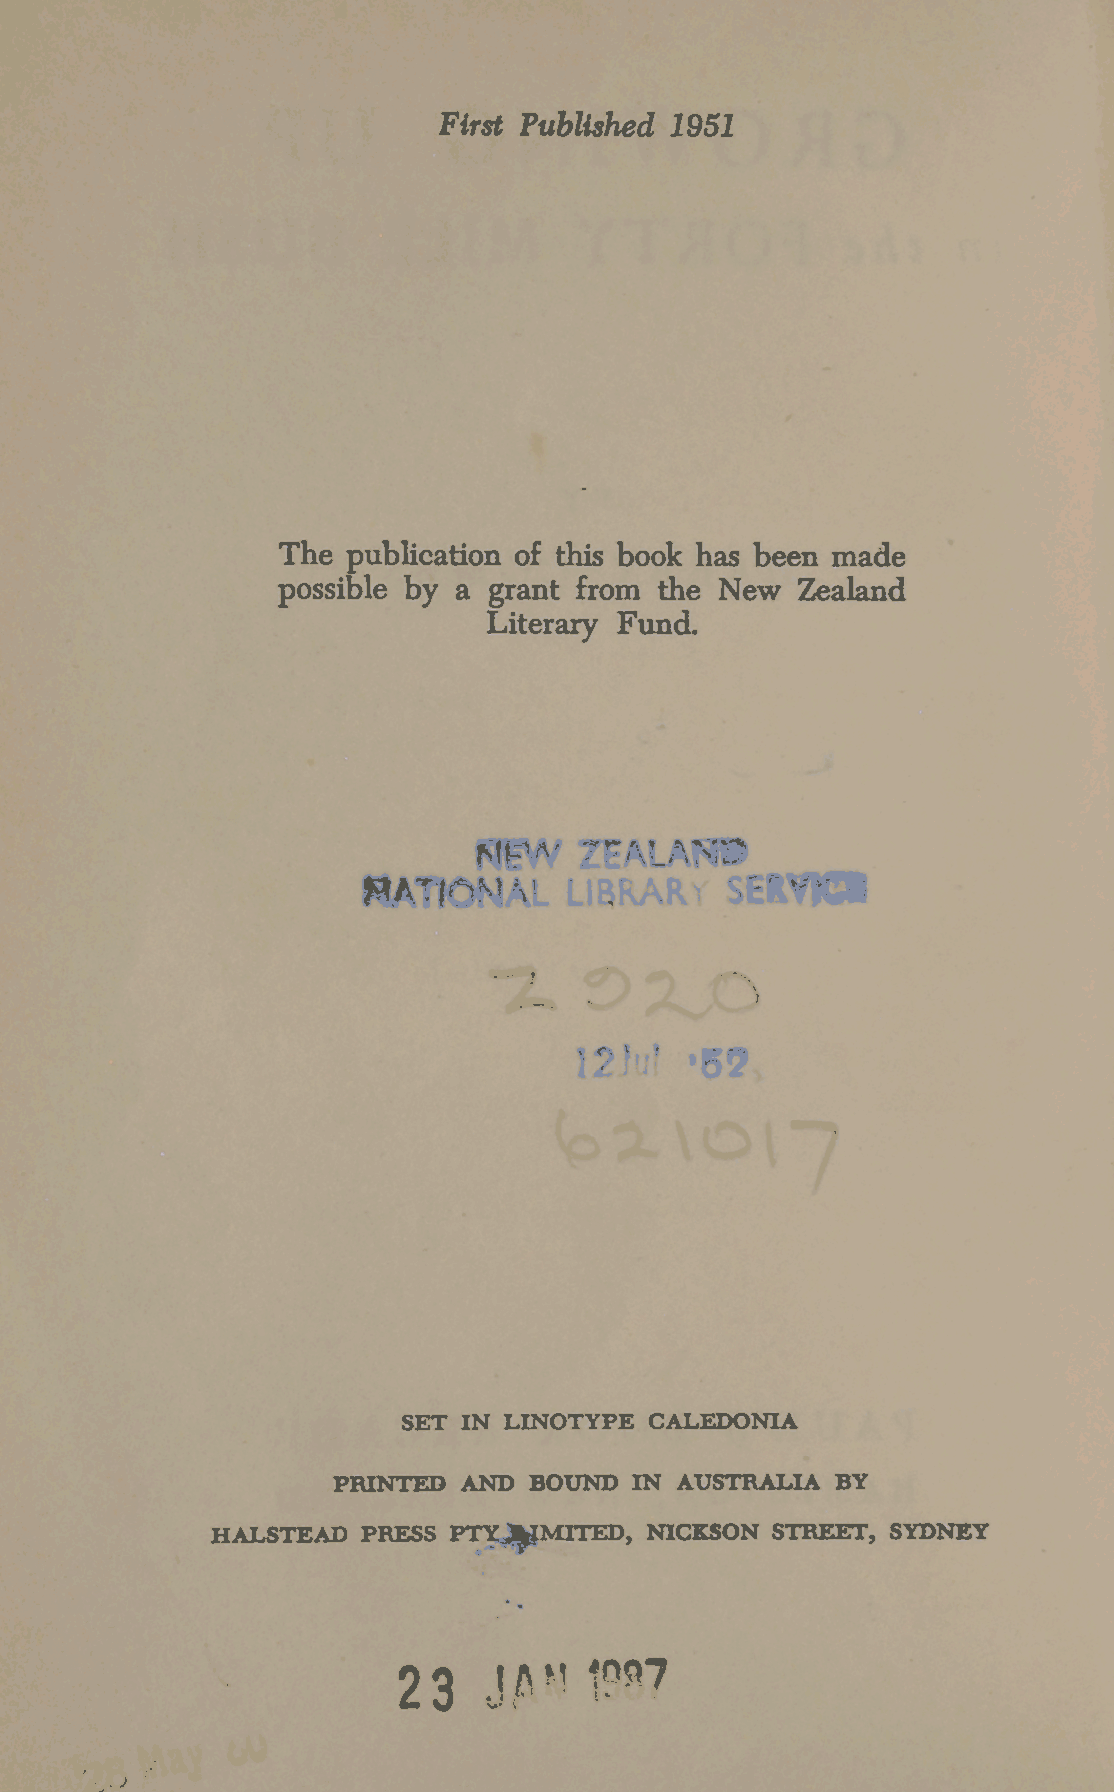 First Published 1951
The publication of this book has been made
possible by a grant from the New Zealand
Literary Fund.
NEW ZEALAND
NATIONAL LIBRARY SERVICE
Z 920
12 Jul '52
621017
SET IN LINOTYPE CALEDONIA
PRINTED AND BOUND IN AUSTRALIA BY
HALSTEAD PRESS PTY LIMITED, NICKSON STREET, SYDNEY
23 JAN 1987